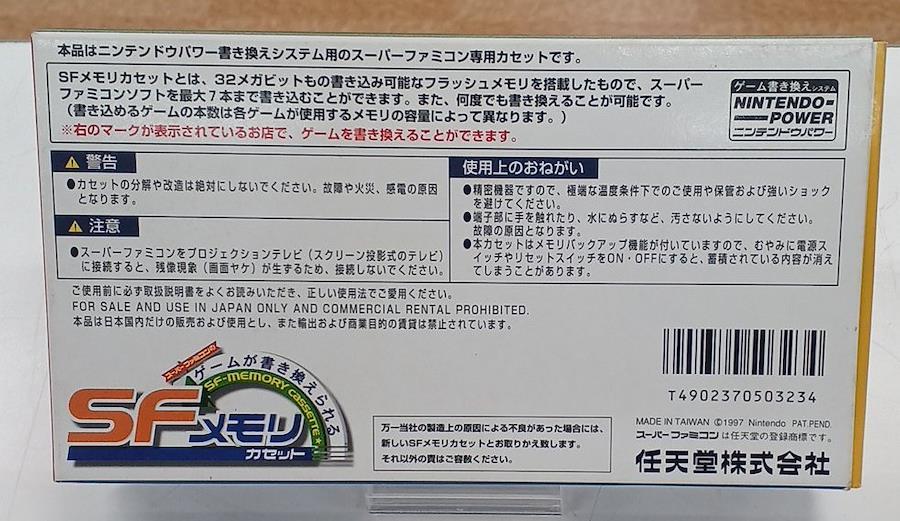 本品はニンテンドウパワー書き換えシステム用のスーパーファミコン専用カセットです。
SFメモリカセットとは、32メガビットもの書き込み可能なフラッシュメモリを搭載したもので、スーパー
ファミコンソフトを最大7本まで書き込むことができます。また、何度でも書き換えることが可能です。
(書き込めるゲームの本数は各ゲームが使用するメモリの容量によって異なります。)
※右のマークが表示されているお店で、ゲームを書き換えることができます。
ゲーム書き換えシステム
NINTENDO-
POWER
ニンテンドウパワー
警告
●カセットの分解や改造は絶対にしないでください。故障や火災、感電の原因
となります。
注意
●スーパーファミコンをプロジェクションテレビ(スクリーン投影式のテレビ)
に接続すると、残像現象(画面ヤケ)が生ずるため、接続しないでください。
使用上のおねがい
●精密機器ですので、極端な温度条件下でのご使用や保管および強いショック
を避けてください。
●端子部に手を触れたり、水にぬらすなど、汚さないようにしてください。
故障の原因となります。
●本カセットはメモリバックアップ機能が付いていますので、むやみに電源ス
イッチやリセットスイッチをON・OFFにすると、蓄積されている内容が消え
てしまうことがあります。
ご使用前に必ず取扱説明書をよくお読みいただき、正しい使用法でご愛用ください。
FOR SALE AND USE IN JAPAN ONLY AND COMMERCIAL RENTAL PROHIBITED.
本品は日本国内だけの販売および使用とし、また輸出および商業目的の賃貸は禁止されています。
スーパーファミコンの
ゲームが書き換えられる
SF-MEMORY CASSETTE
SFメモリ
カセット
万一当社の製造上の原因による不良があった場合には、
新しいSFメモリカセットとお取りかえ致します。
それ以外の責はご容赦ください。
T4902370503234
MADE IN TAIWAN ©1997 Nintendo PAT.PEND.
スーパーファミコンは任天堂の登録商標です。
任天堂株式会社